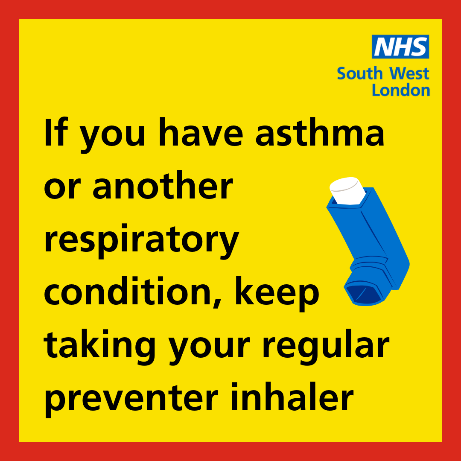 NHS
South West
London
If you have asthma
or another
respiratory
condition, keep
taking your regular
preventer inhaler